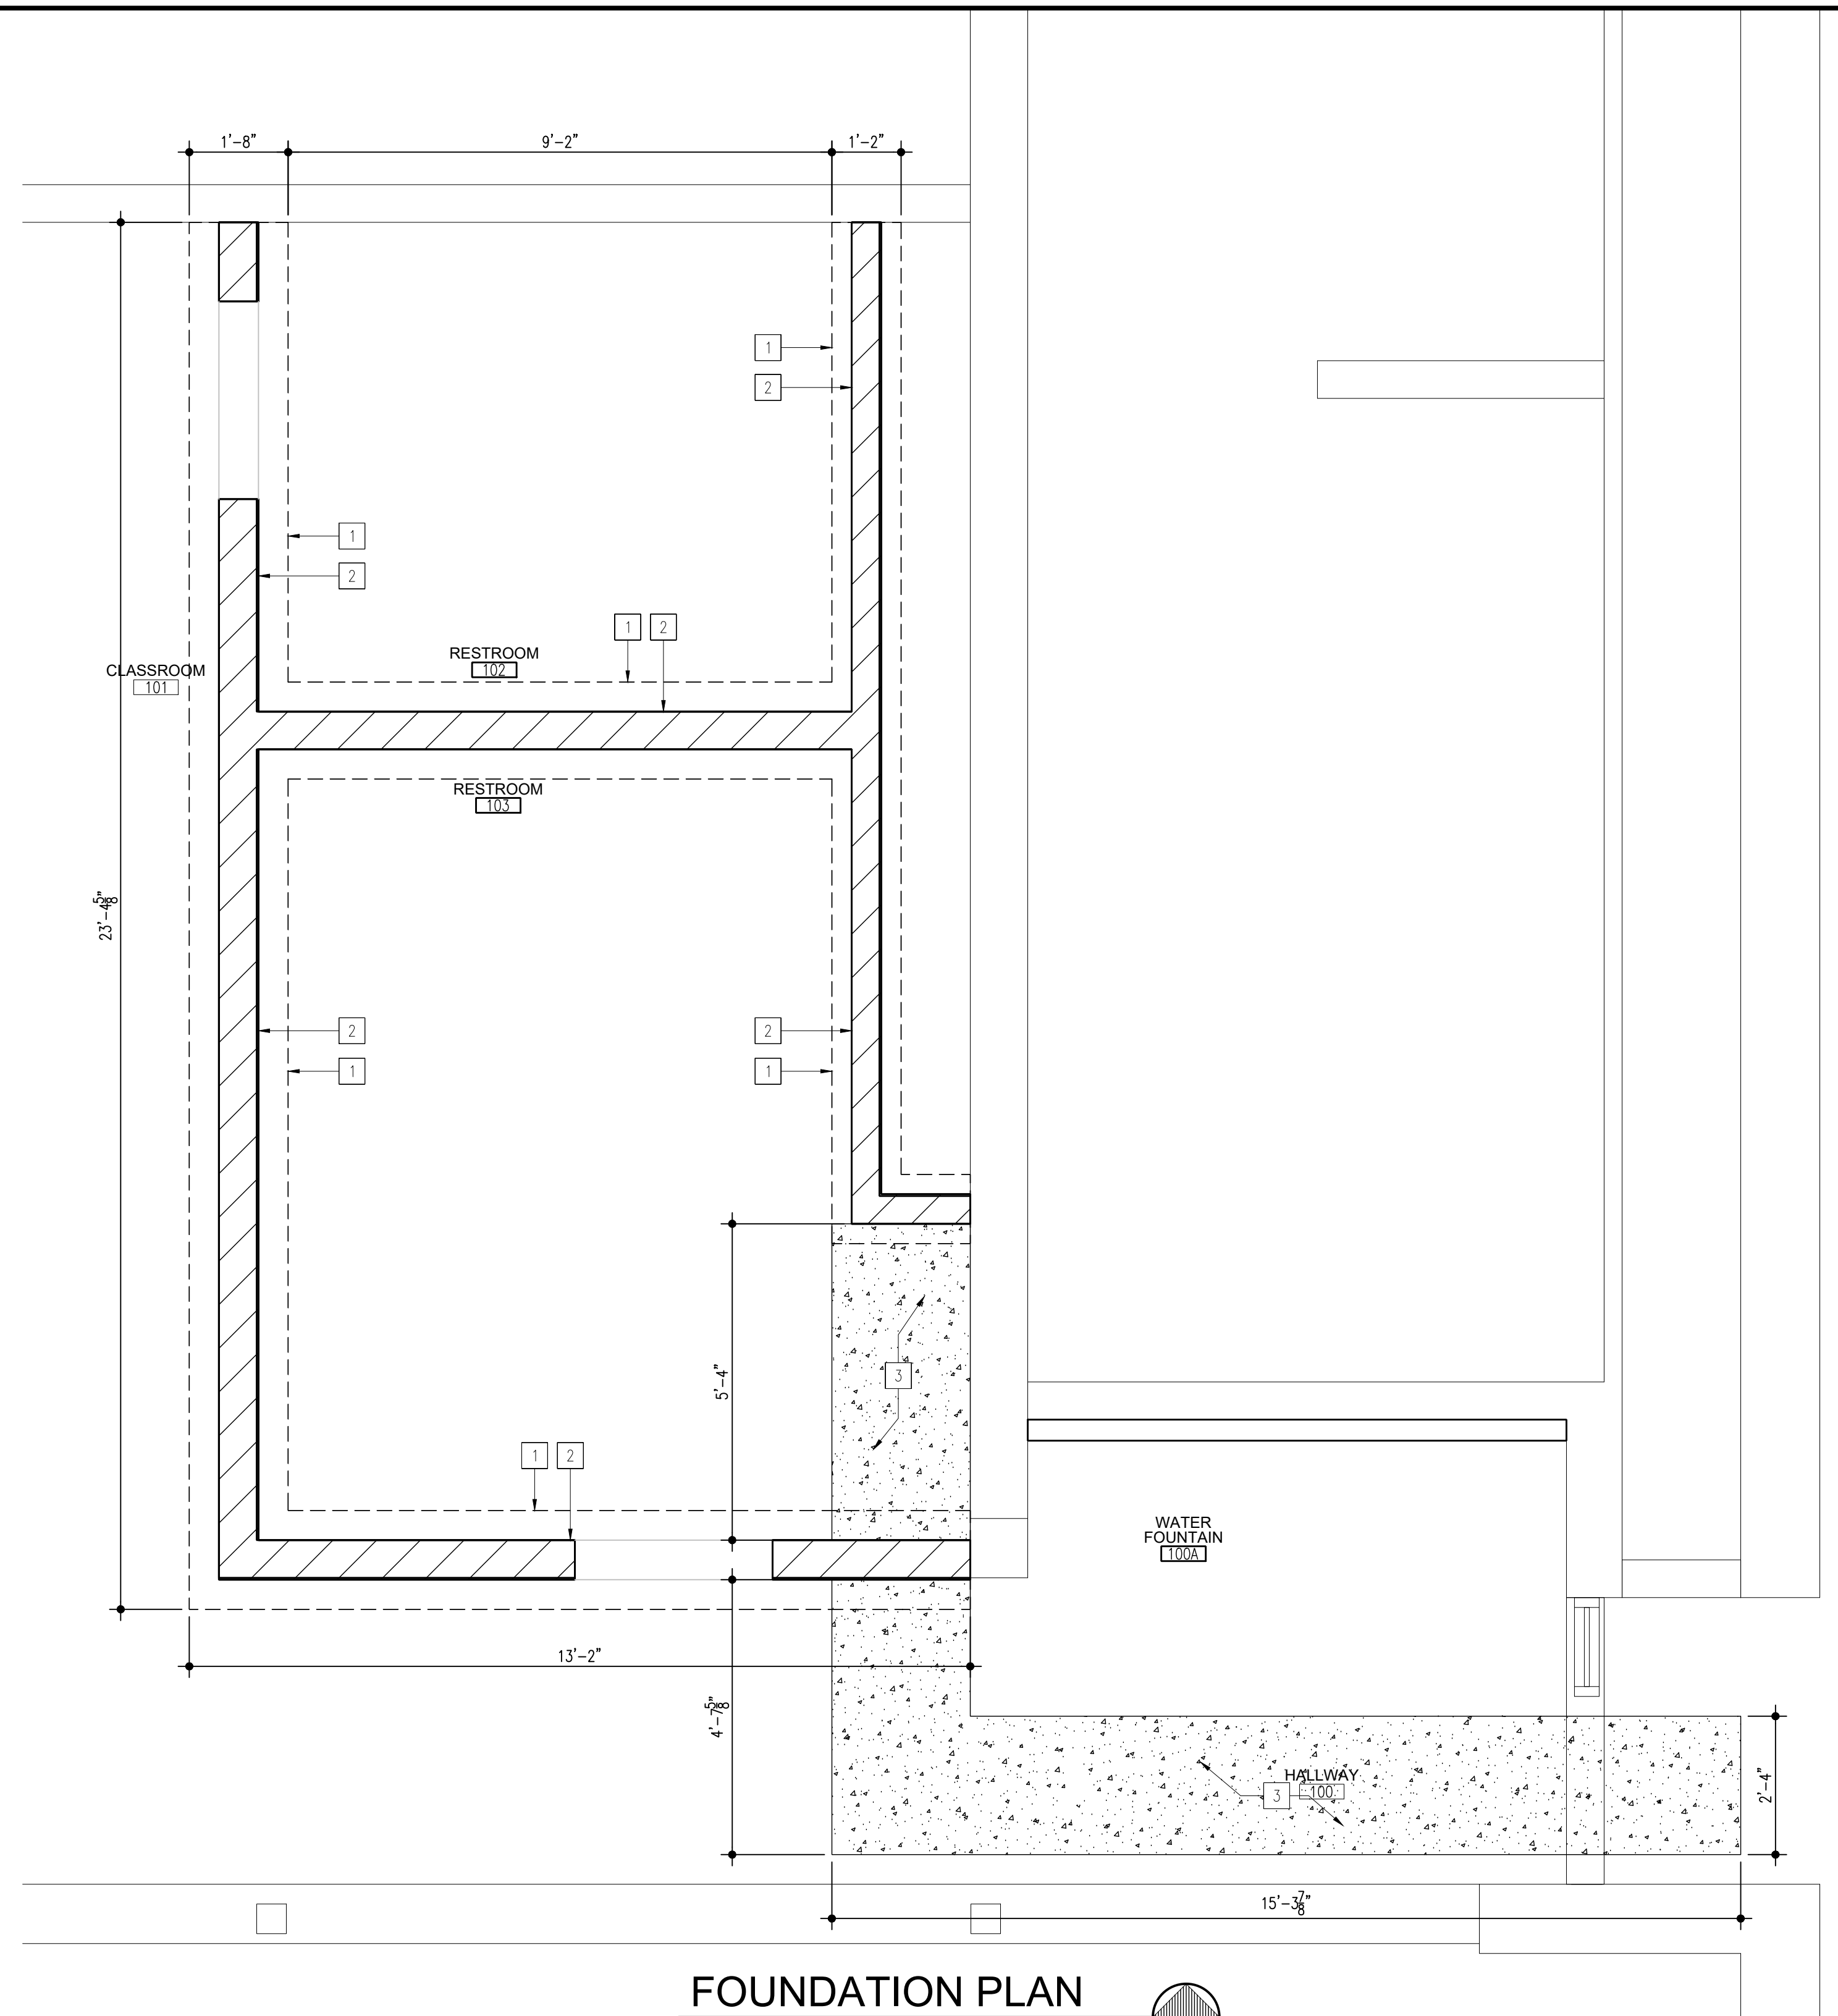 1'-8" 9'-2" 1'-2"
1
2
1
2
1 2
RESTROOM
102
CLASSROOM
101
RESTROOM
103
23'-4 5/8"
2 2
1 1
5'-4"
3
1 2
WATER
FOUNTAIN
100A
13'-2"
4'-7 5/8"
HALLWAY
100
3
2'-4"
15'-3 7/8"
FOUNDATION PLAN